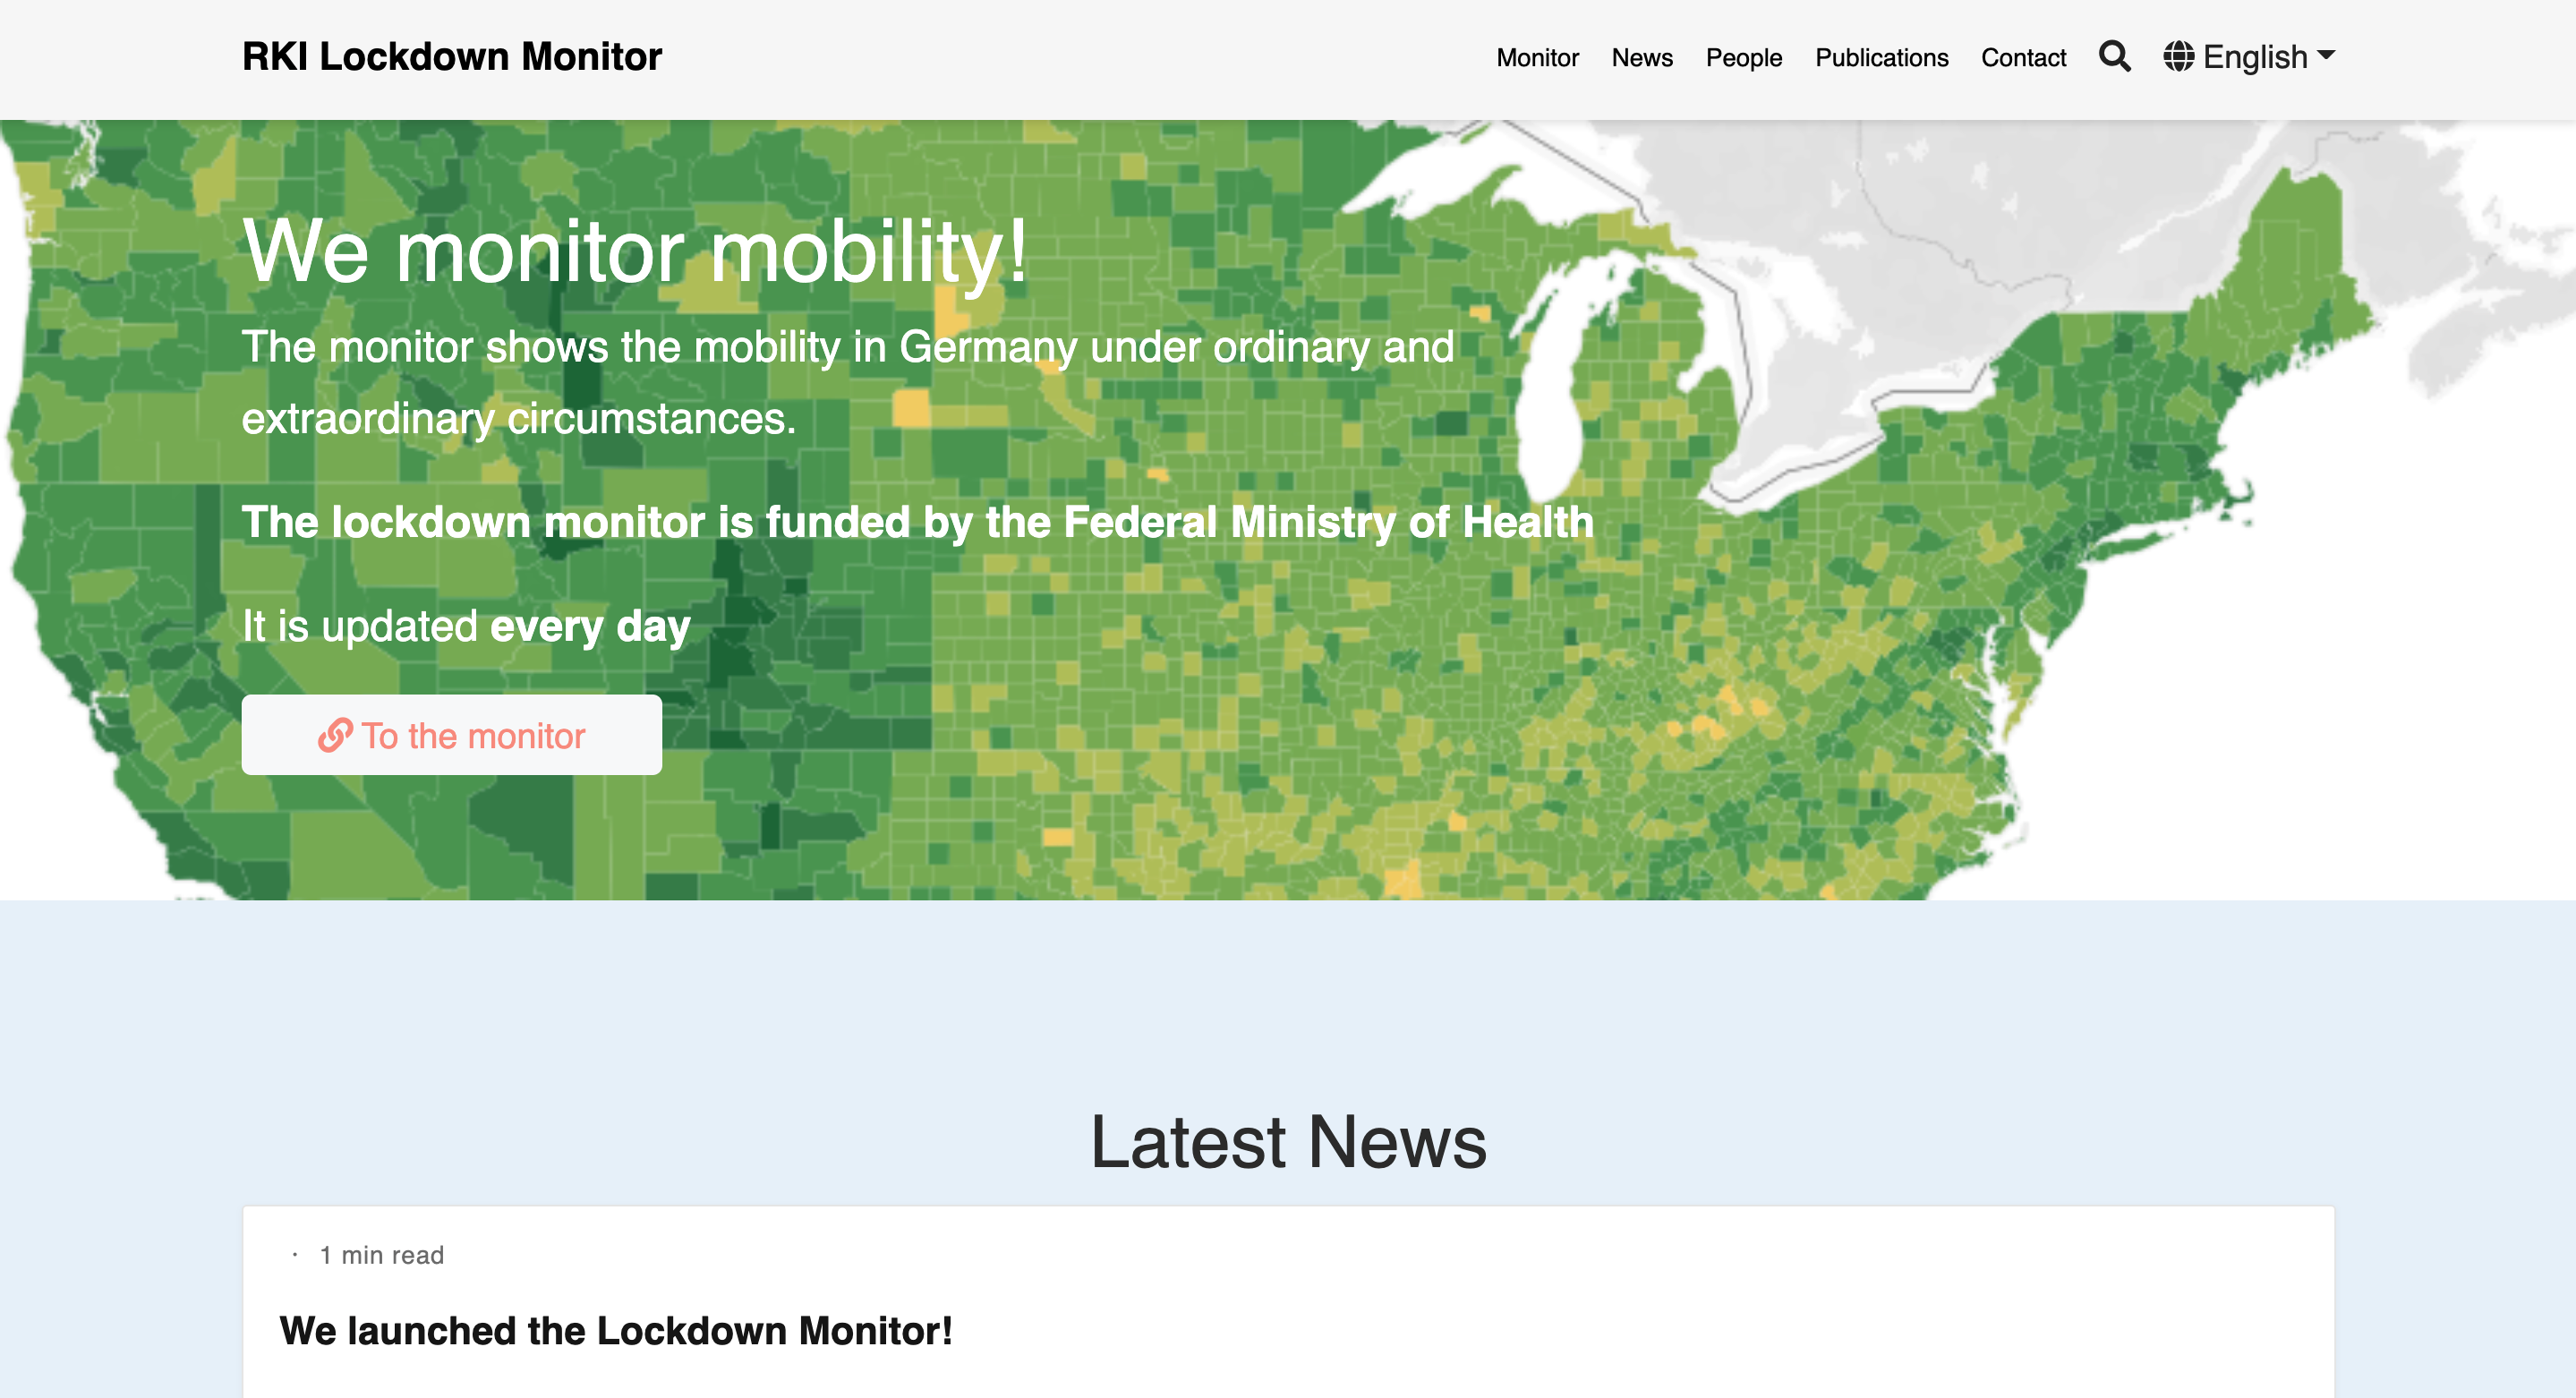 RKI Lockdown Monitor
Monitor News People Publications Contact English
We monitor mobility!
The monitor shows the mobility in Germany under ordinary and
extraordinary circumstances.
The lockdown monitor is funded by the Federal Ministry of Health
It is updated every day
To the monitor
Latest News
· 1 min read
We launched the Lockdown Monitor!